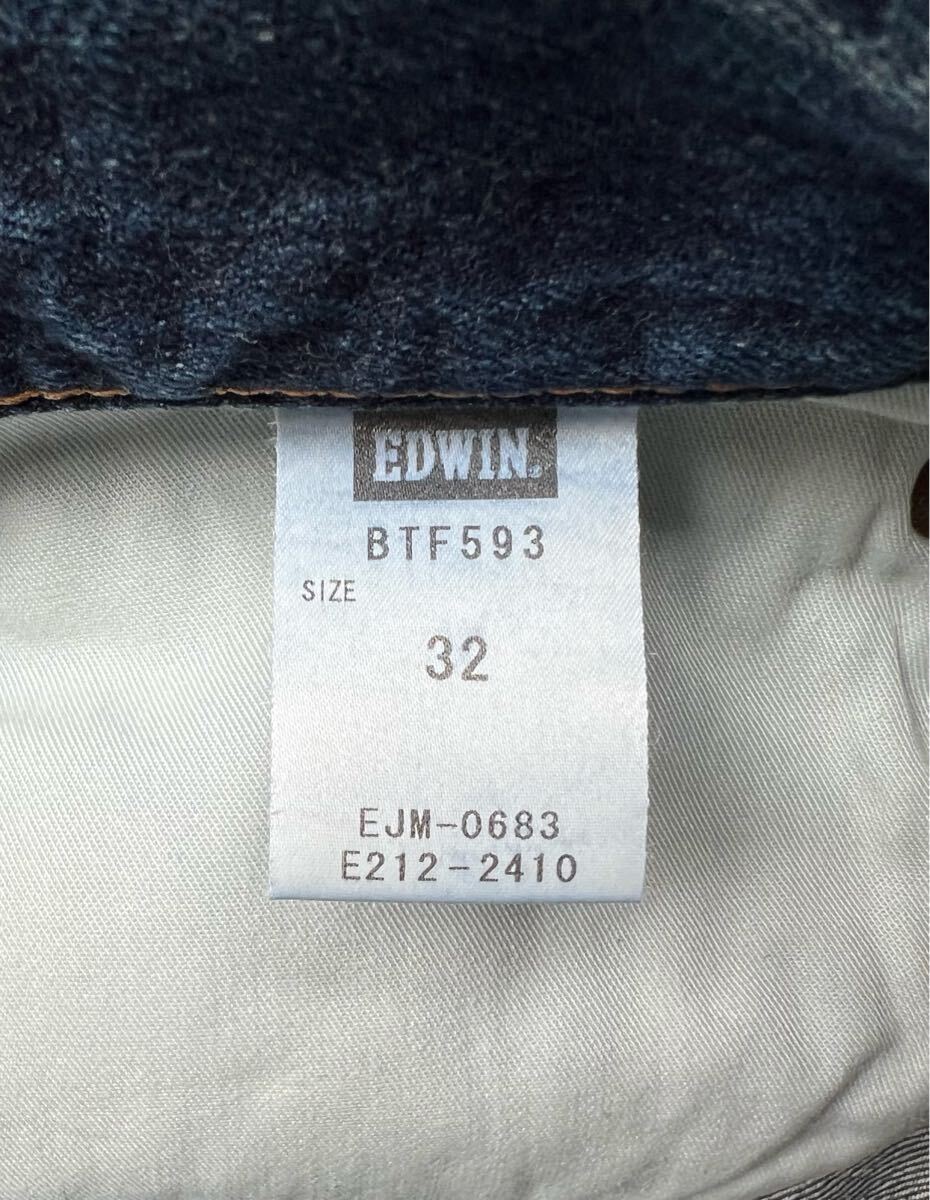 EDWIN.
BTF593
SIZE
32
EJM-0683
E212-2410